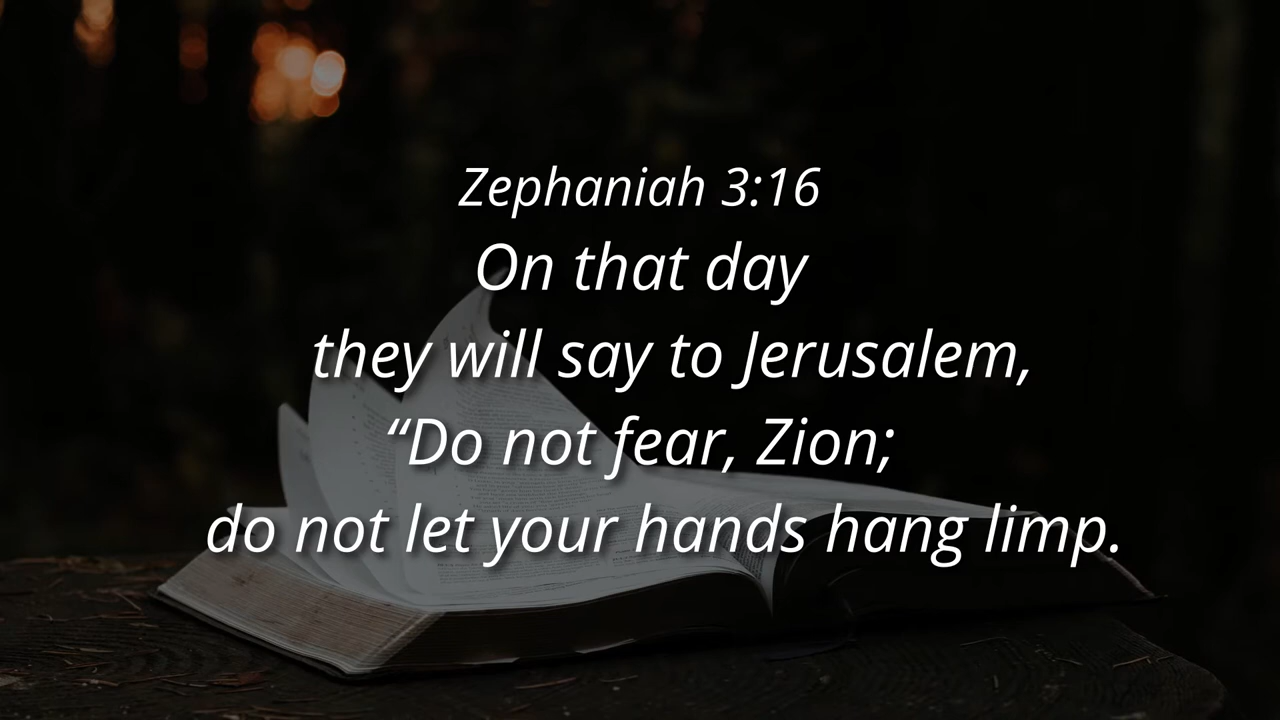 Zephaniah 3:16
On that day
they will say to Jerusalem,
“Do not fear, Zion;
do not let your hands hang limp.